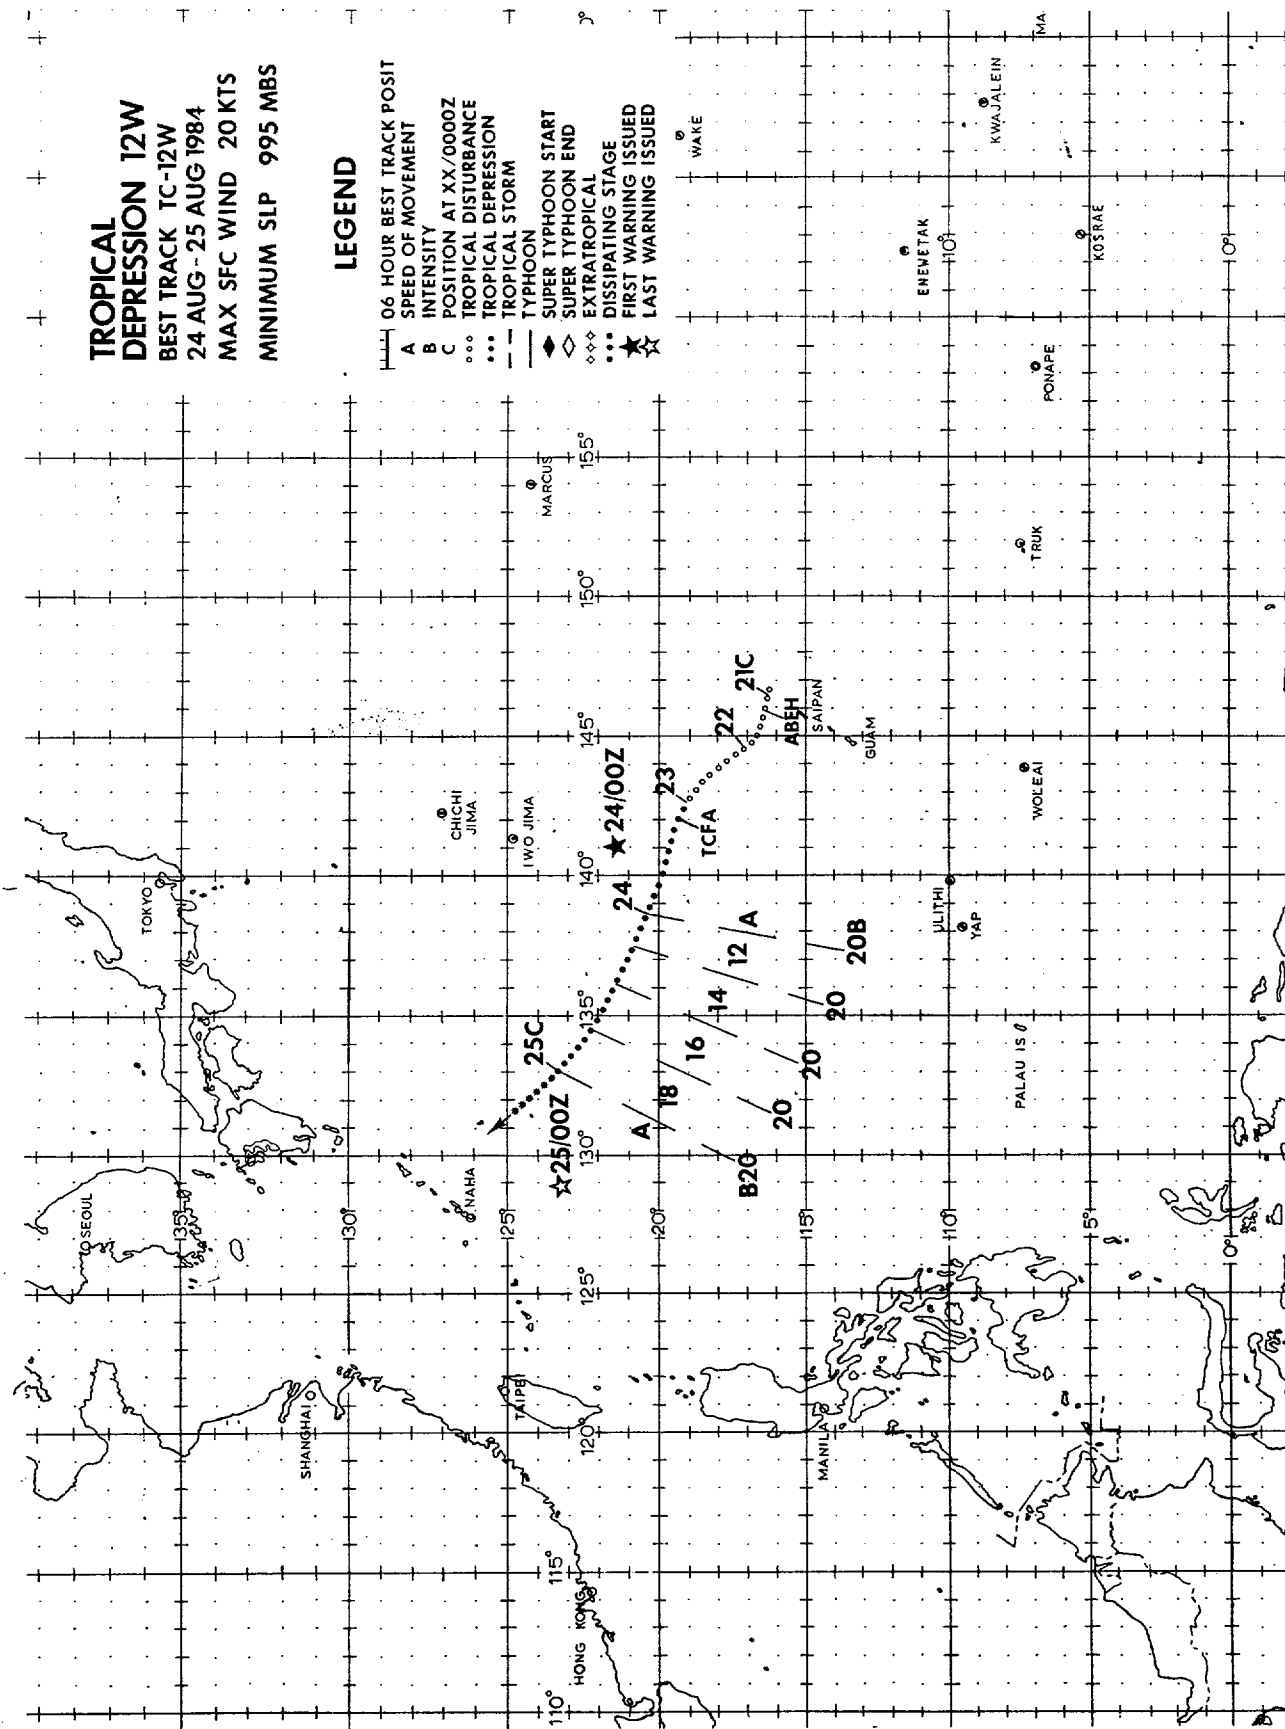 TROPICAL
DEPRESSION 12W
BEST TRACK TC-12W
24 AUG-25 AUG 1984
MAX SFC WIND 20 KTS
MINIMUM SLP 995 MBS
LEGEND
06 HOUR BEST TRACK POSIT
A SPEED OF MOVEMENT
B INTENSITY
C POSITION AT XX/0000Z
TROPICAL DISTURBANCE
TROPICAL DEPRESSION
TROPICAL STORM
TYPHOON
SUPER TYPHOON START
SUPER TYPHOON END
EXTRATROPICAL
DISSIPATING STAGE
FIRST WARNING ISSUED
LAST WARNING ISSUED
SEOUL
TOKYO
35°
SHANGHAI
30°
CHICHI
JIMA
IWO JIMA
MARCUS
NAHA
25°
TAIPEI
HONG KONG
110°
115°
120°
125°
130°
135°
140°
145°
150°
155°
☆25/00Z
25C
24
★24/00Z
23
22
21C
TCFA
ABEH
20°
A
18
16
14
12
A
B20
20
20
20
20B
WAKE
SAIPAN
GUAM
15°
MANILA
ENEWETAK
10°
10°
ULITHI
YAP
KWAJALEIN
WOLEAI
TRUK
PONAPE
MA
PALAU IS
KOSRAE
5°
0°
0°